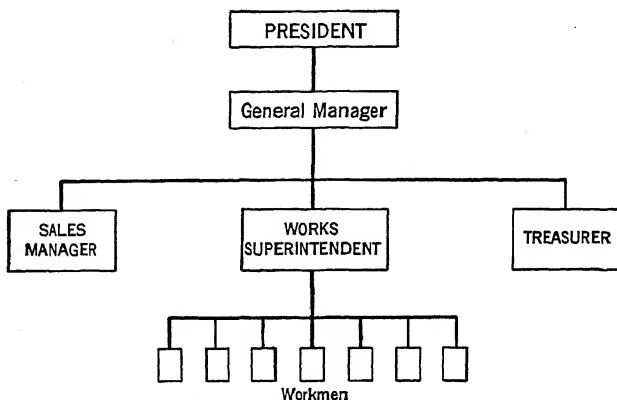 PRESIDENT
General Manager
SALES
MANAGER
WORKS
SUPERINTENDENT
TREASURER
Workmen